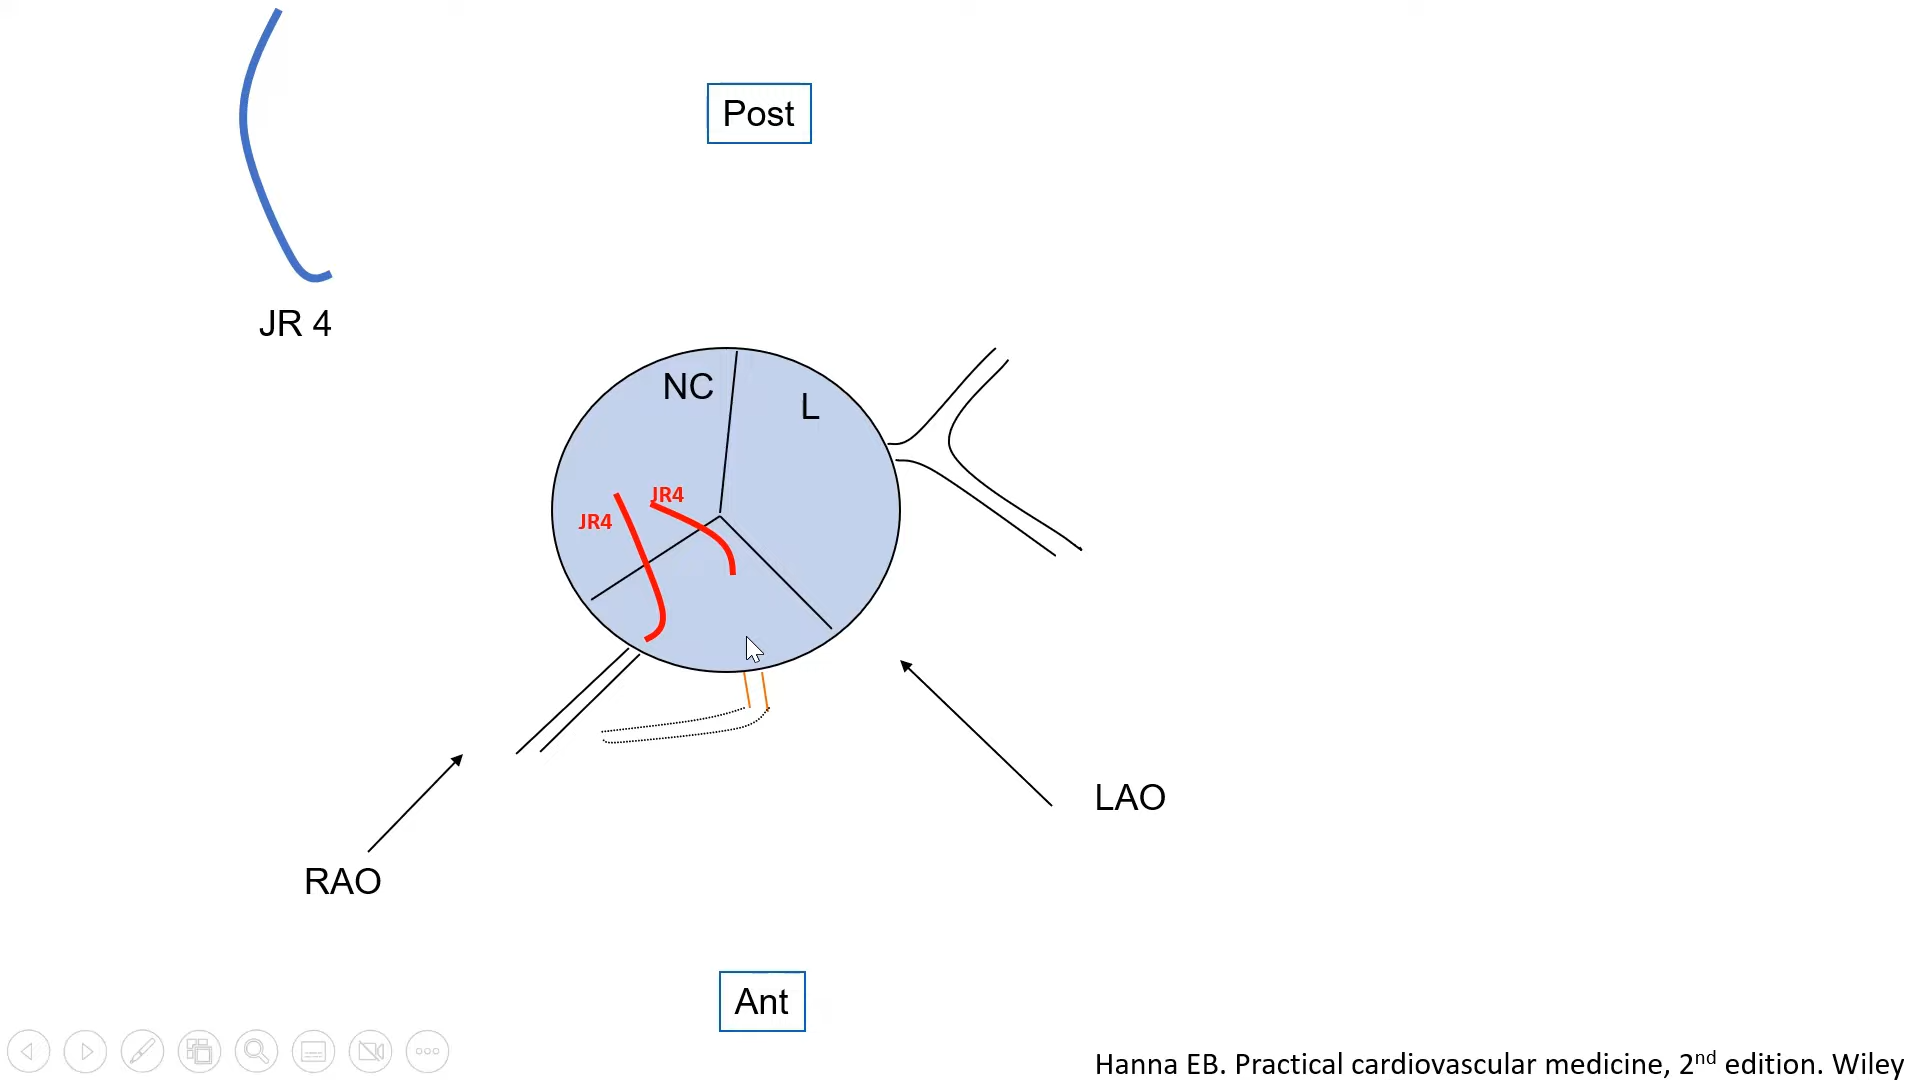 Post
JR 4
NC
L
JR4
JR4
LAO
RAO
Ant
Hanna EB. Practical cardiovascular medicine, 2nd edition. Wiley